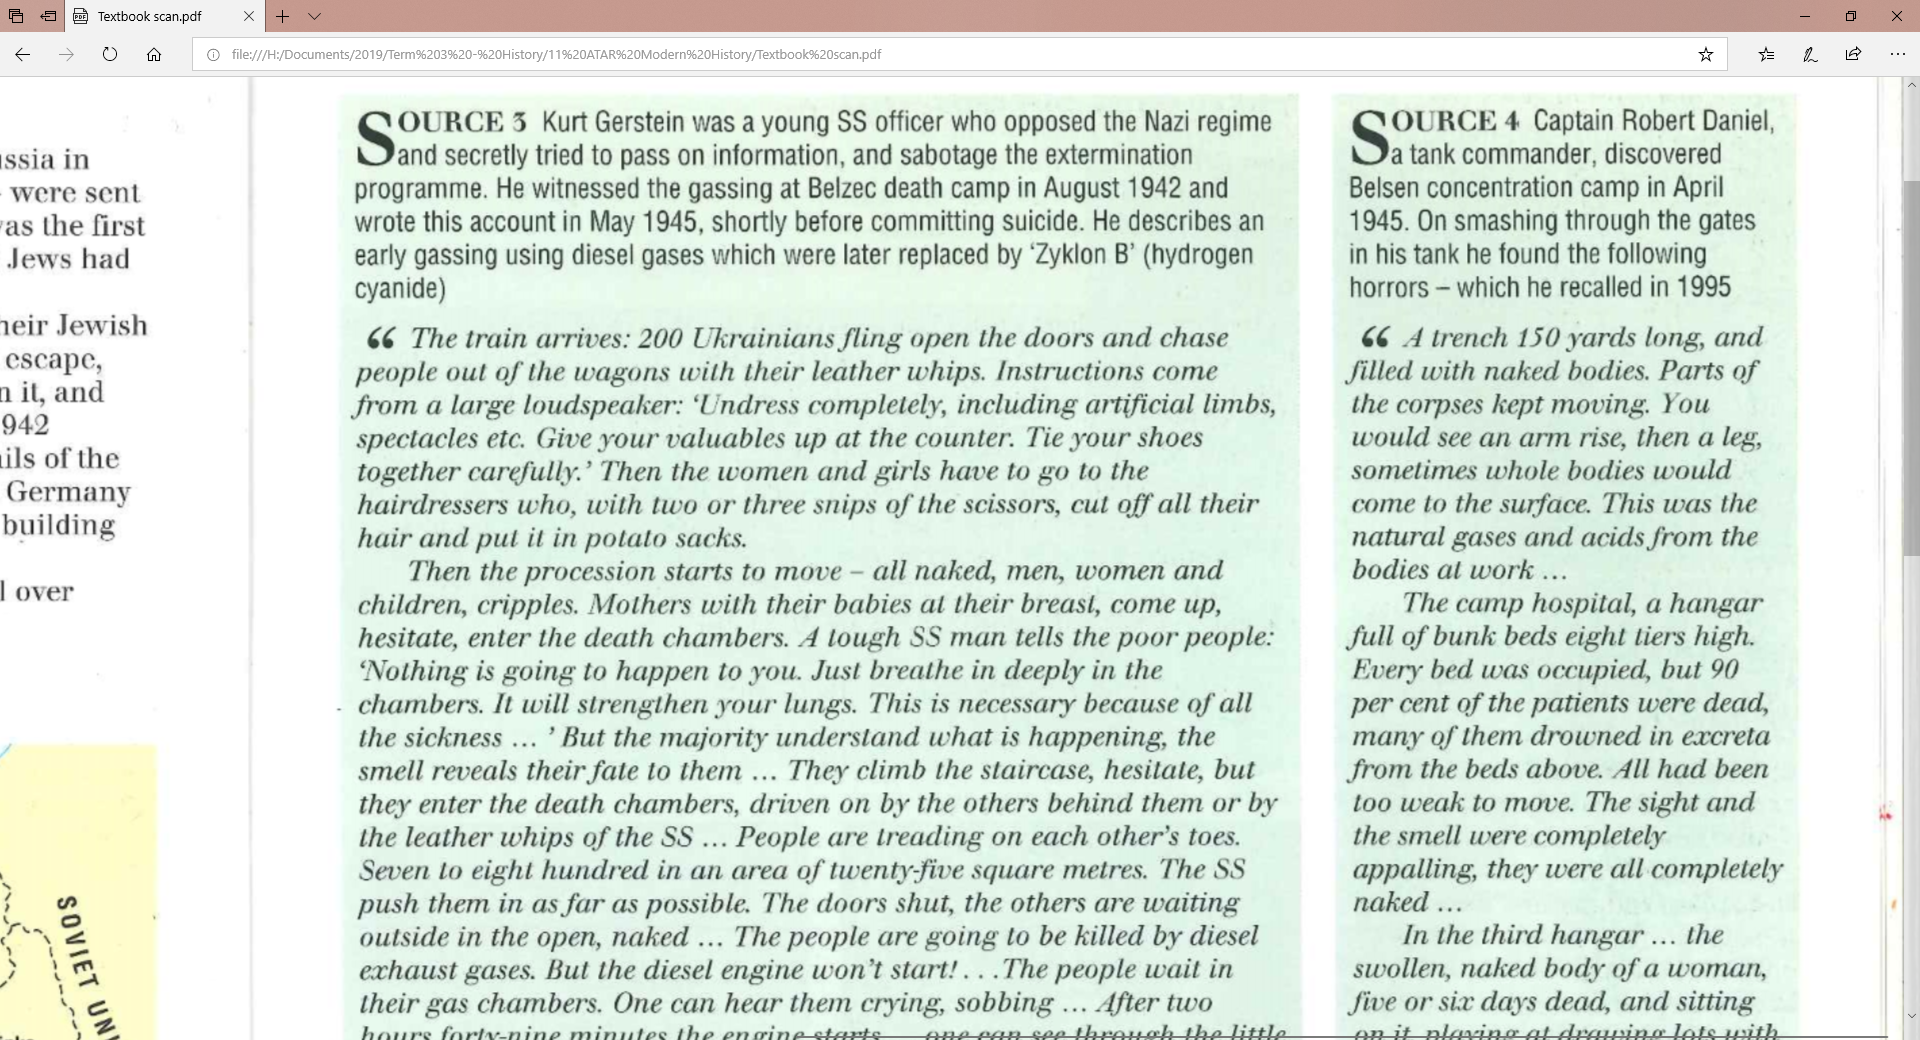 Textbook scan.pdf
file:///H:/Documents/2019/Term%203%20-%20History/11%20ATAR%20Modern%20History/Textbook%20scan.pdf
ussia in
were sent
as the first
Jews had
heir Jewish
escape,
n it, and
942
ils of the
Germany
building
l over
SOVIET UN
SOURCE 3 Kurt Gerstein was a young SS officer who opposed the Nazi regime
and secretly tried to pass on information, and sabotage the extermination
programme. He witnessed the gassing at Belzec death camp in August 1942 and
wrote this account in May 1945, shortly before committing suicide. He describes an
early gassing using diesel gases which were later replaced by ‘Zyklon B’ (hydrogen
cyanide)
“ The train arrives: 200 Ukrainians fling open the doors and chase
people out of the wagons with their leather whips. Instructions come
from a large loudspeaker: ‘Undress completely, including artificial limbs,
spectacles etc. Give your valuables up at the counter. Tie your shoes
together carefully.’ Then the women and girls have to go to the
hairdressers who, with two or three snips of the scissors, cut off all their
hair and put it in potato sacks.
Then the procession starts to move – all naked, men, women and
children, cripples. Mothers with their babies at their breast, come up,
hesitate, enter the death chambers. A tough SS man tells the poor people:
‘Nothing is going to happen to you. Just breathe in deeply in the
chambers. It will strengthen your lungs. This is necessary because of all
the sickness … ’ But the majority understand what is happening, the
smell reveals their fate to them … They climb the staircase, hesitate, but
they enter the death chambers, driven on by the others behind them or by
the leather whips of the SS … People are treading on each other’s toes.
Seven to eight hundred in an area of twenty-five square metres. The SS
push them in as far as possible. The doors shut, the others are waiting
outside in the open, naked … The people are going to be killed by diesel
exhaust gases. But the diesel engine won’t start! . . .The people wait in
their gas chambers. One can hear them crying, sobbing … After two
hours forty-nine minutes the engine starts … one can see through the little
SOURCE 4 Captain Robert Daniel,
a tank commander, discovered
Belsen concentration camp in April
1945. On smashing through the gates
in his tank he found the following
horrors – which he recalled in 1995
“ A trench 150 yards long, and
filled with naked bodies. Parts of
the corpses kept moving. You
would see an arm rise, then a leg,
sometimes whole bodies would
come to the surface. This was the
natural gases and acids from the
bodies at work …
The camp hospital, a hangar
full of bunk beds eight tiers high.
Every bed was occupied, but 90
per cent of the patients were dead,
many of them drowned in excreta
from the beds above. All had been
too weak to move. The sight and
the smell were completely
appalling, they were all completely
naked …
In the third hangar … the
swollen, naked body of a woman,
five or six days dead, and sitting
on it, playing at drawing lots with